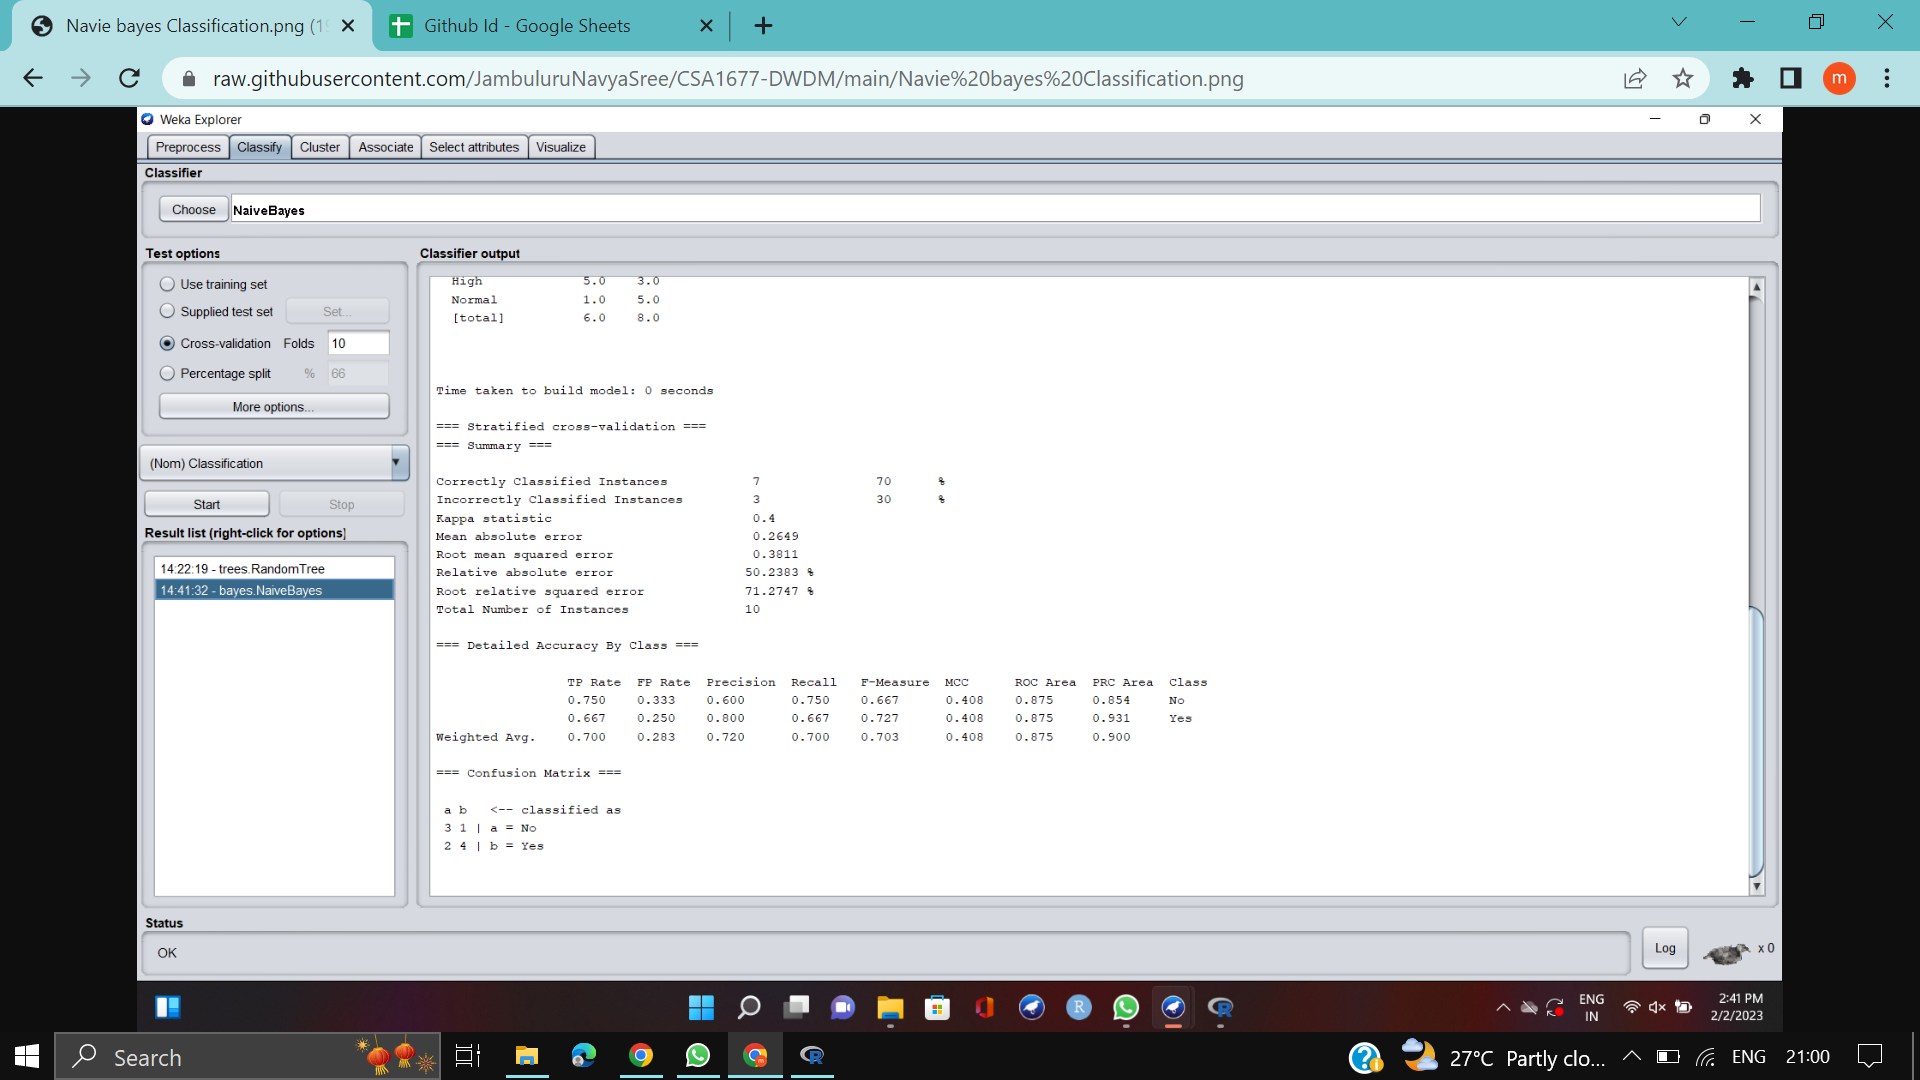 Navie bayes Classification.png (19
Github Id - Google Sheets
raw.githubusercontent.com/JambuluruNavyaSree/CSA1677-DWDM/main/Navie%20bayes%20Classification.png
m
Weka Explorer
Preprocess Classify Cluster Associate Select attributes Visualize
Classifier
Choose NaiveBayes
Test options
Use training set
Supplied test set Set...
Cross-validation Folds 10
Percentage split % 66
More options...
(Nom) Classification
Start Stop
Result list (right-click for options)
14:22:19 - trees.RandomTree
14:41:32 - bayes.NaiveBayes
Classifier output
High 5.0 3.0
Normal 1.0 5.0
[total] 6.0 8.0
Time taken to build model: 0 seconds
=== Stratified cross-validation ===
=== Summary ===
Correctly Classified Instances 7 70 %
Incorrectly Classified Instances 3 30 %
Kappa statistic 0.4
Mean absolute error 0.2649
Root mean squared error 0.3811
Relative absolute error 50.2383 %
Root relative squared error 71.2747 %
Total Number of Instances 10
=== Detailed Accuracy By Class ===
TP Rate FP Rate Precision Recall F-Measure MCC ROC Area PRC Area Class
0.750 0.333 0.600 0.750 0.667 0.408 0.875 0.854 No
0.667 0.250 0.800 0.667 0.727 0.408 0.875 0.931 Yes
Weighted Avg. 0.700 0.283 0.720 0.700 0.703 0.408 0.875 0.900
=== Confusion Matrix ===
a b <-- classified as
3 1 | a = No
2 4 | b = Yes
Status
OK
Log
x 0
ENG
IN
2:41 PM
2/2/2023
Search
27°C Partly clo...
ENG
21:00